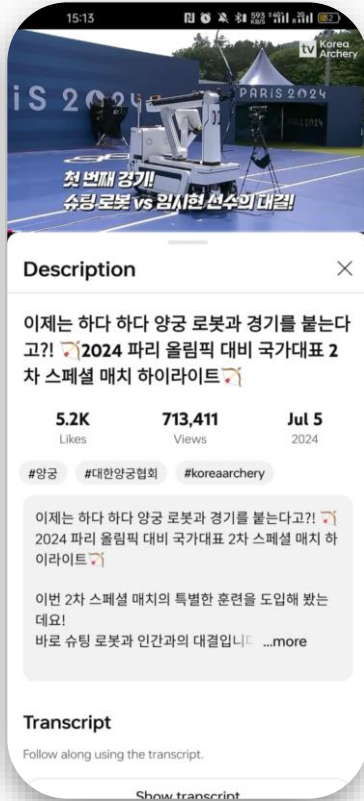 15:13
593
KB/S
tv Korea
Archery
iS 2024
PARIS 2024
첫 번째 경기!
슈팅 로봇 vs 임시현 선수의 대결!
Description
이제는 하다 하다 양궁 로봇과 경기를 붙는다
고?! 🏹2024 파리 올림픽 대비 국가대표 2
차 스페셜 매치 하이라이트🏹
5.2K
713,411
Jul 5
Likes
Views
2024
#양궁
#대한양궁협회
#koreaarchery
이제는 하다 하다 양궁 로봇과 경기를 붙는다고?! 🏹
2024 파리 올림픽 대비 국가대표 2차 스페셜 매치 하
이라이트🏹
이번 2차 스페셜 매치의 특별한 훈련을 도입해 봤는
데요!
바로 슈팅 로봇과 인간과의 대결입니다 ...more
Transcript
Follow along using the transcript.
Show transcript